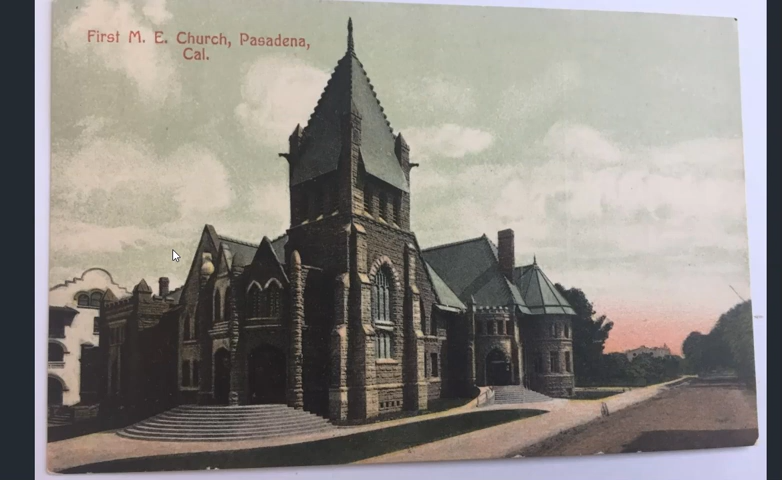 First M. E. Church, Pasadena,
Cal.